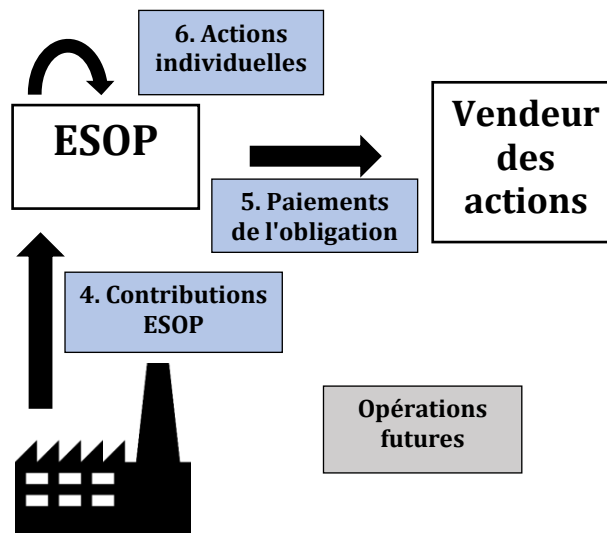 6. Actions
individuelles
ESOP
Vendeur
des
actions
5. Paiements
de l'obligation
4. Contributions
ESOP
Opérations
futures